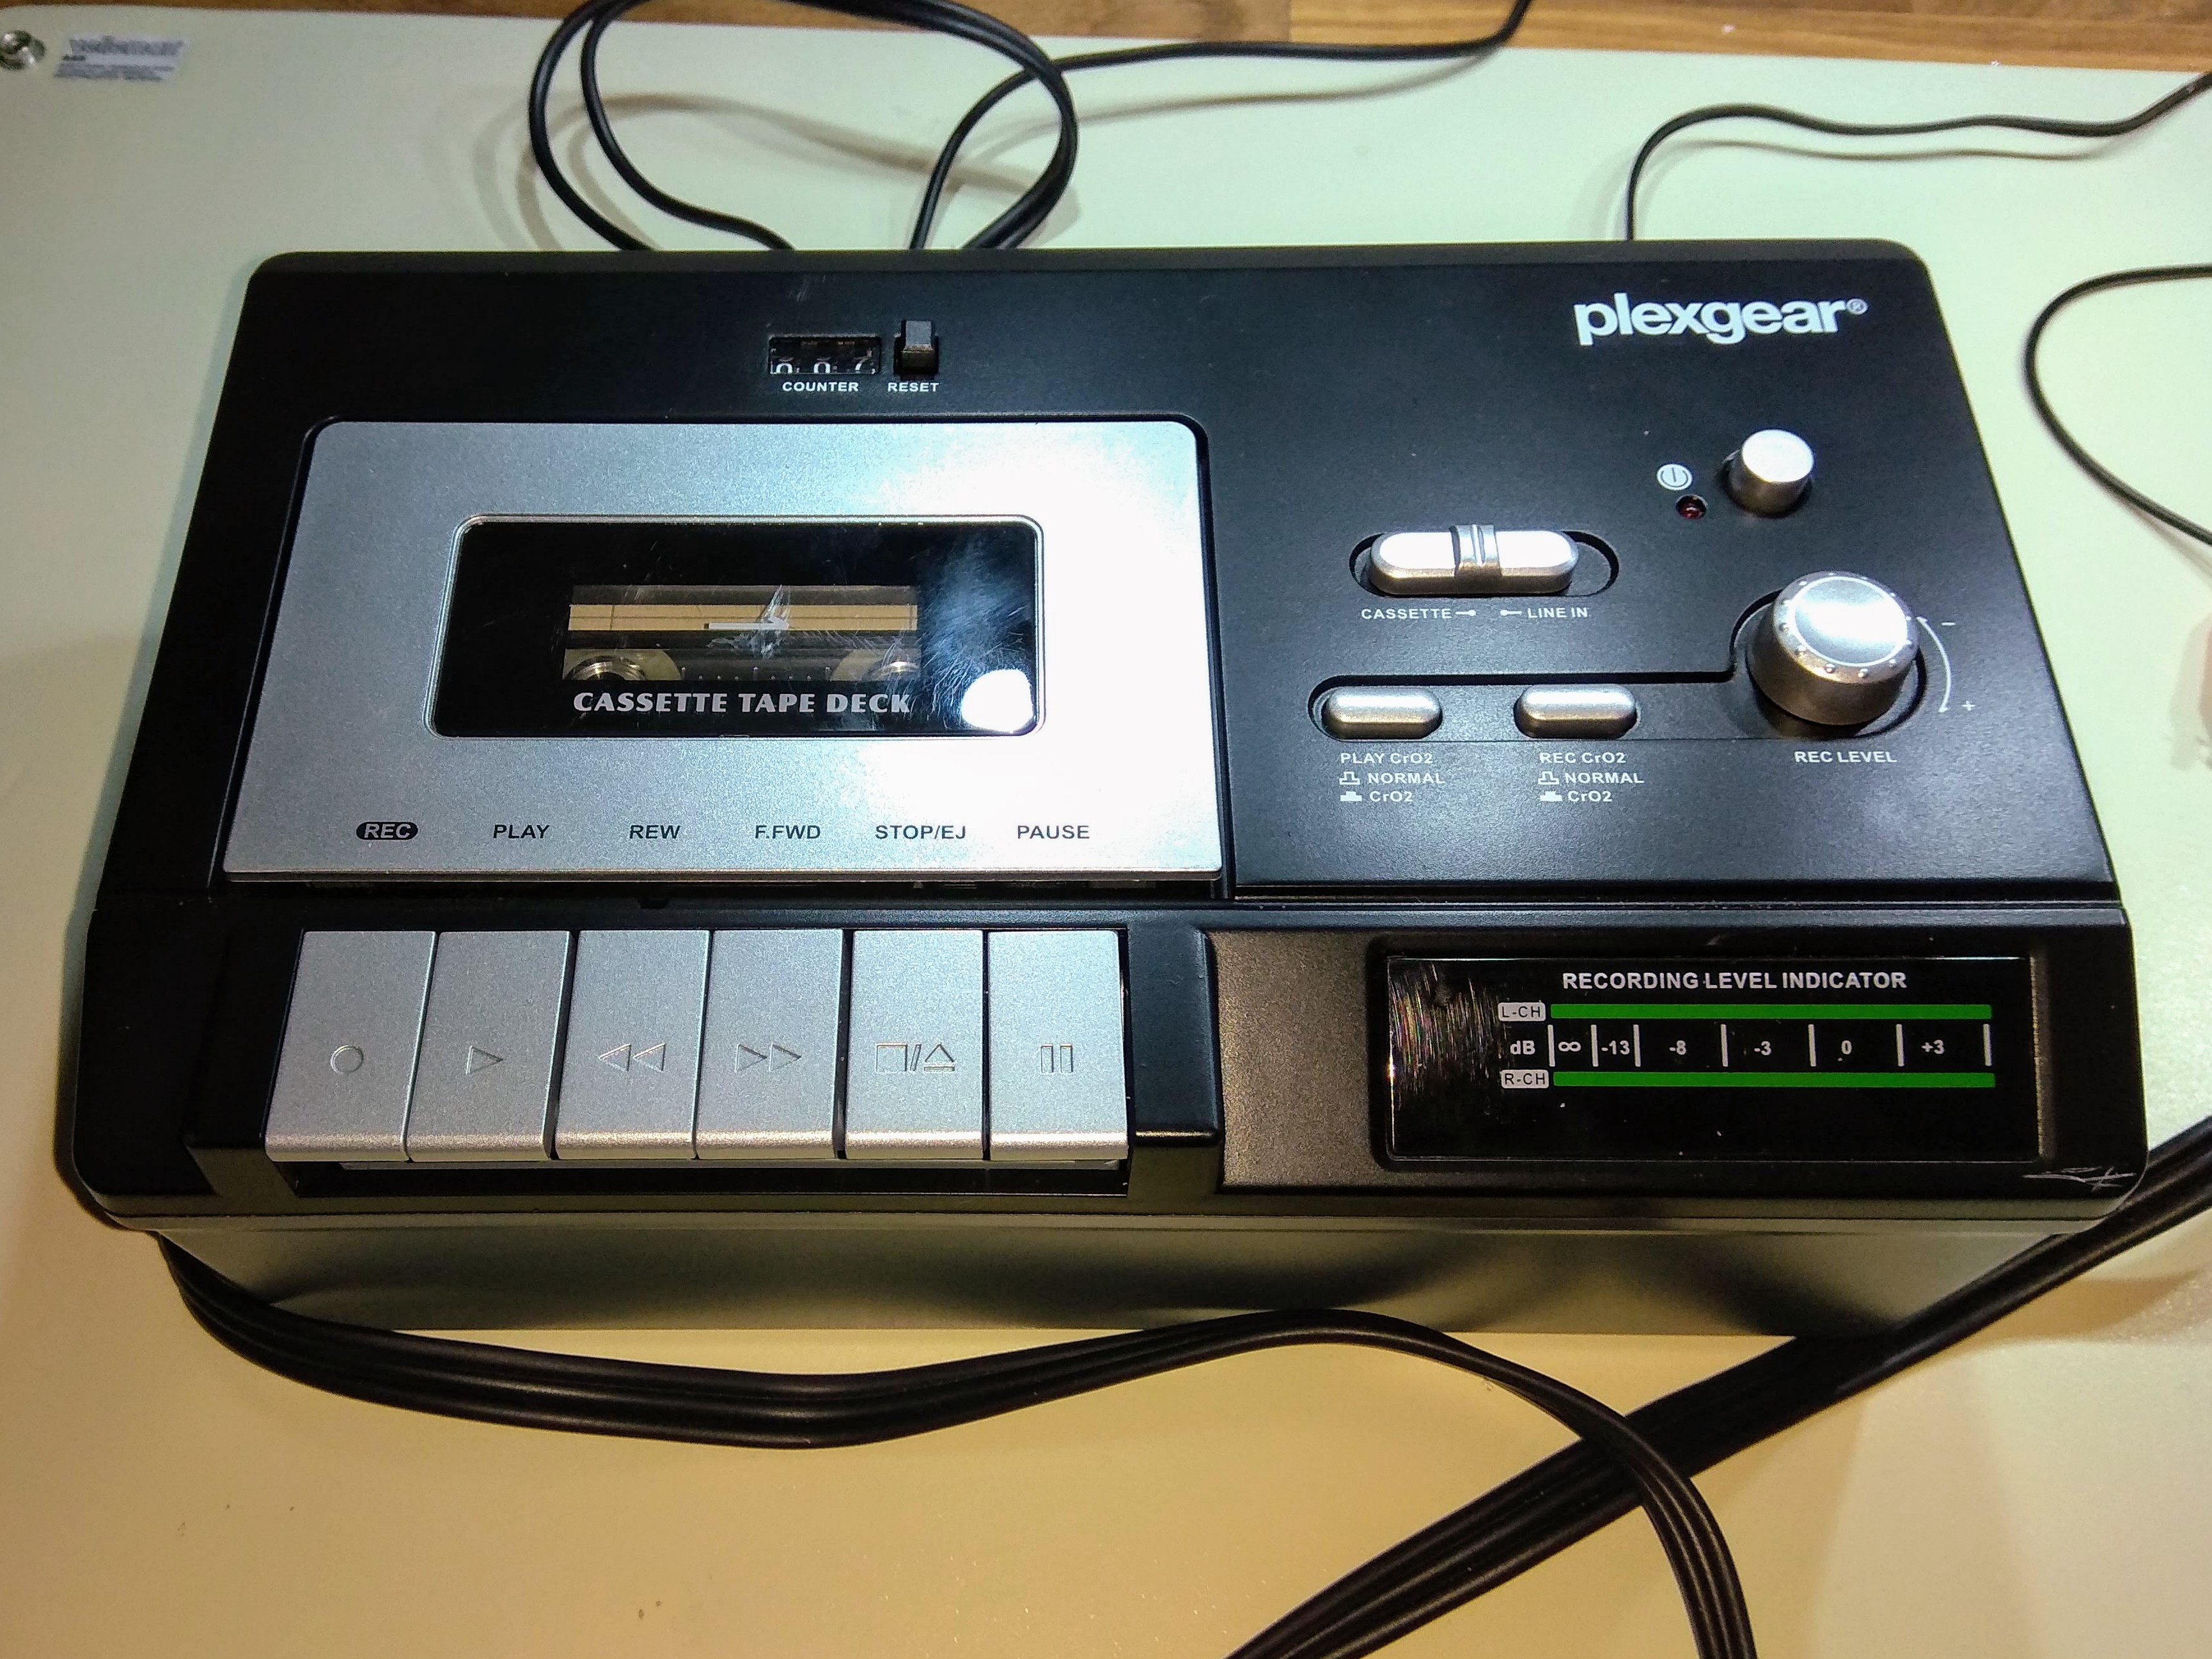 plexgear®
COUNTER RESET
CASSETTE LINE IN
CASSETTE TAPE DECK
PLAY CrO2
NORMAL
CrO2
REC CrO2
NORMAL
CrO2
REC LEVEL
- +
REC PLAY REW F.FWD STOP/EJ PAUSE
RECORDING LEVEL INDICATOR
L-CH
dB ∞ -13 -8 -3 0 +3
R-CH